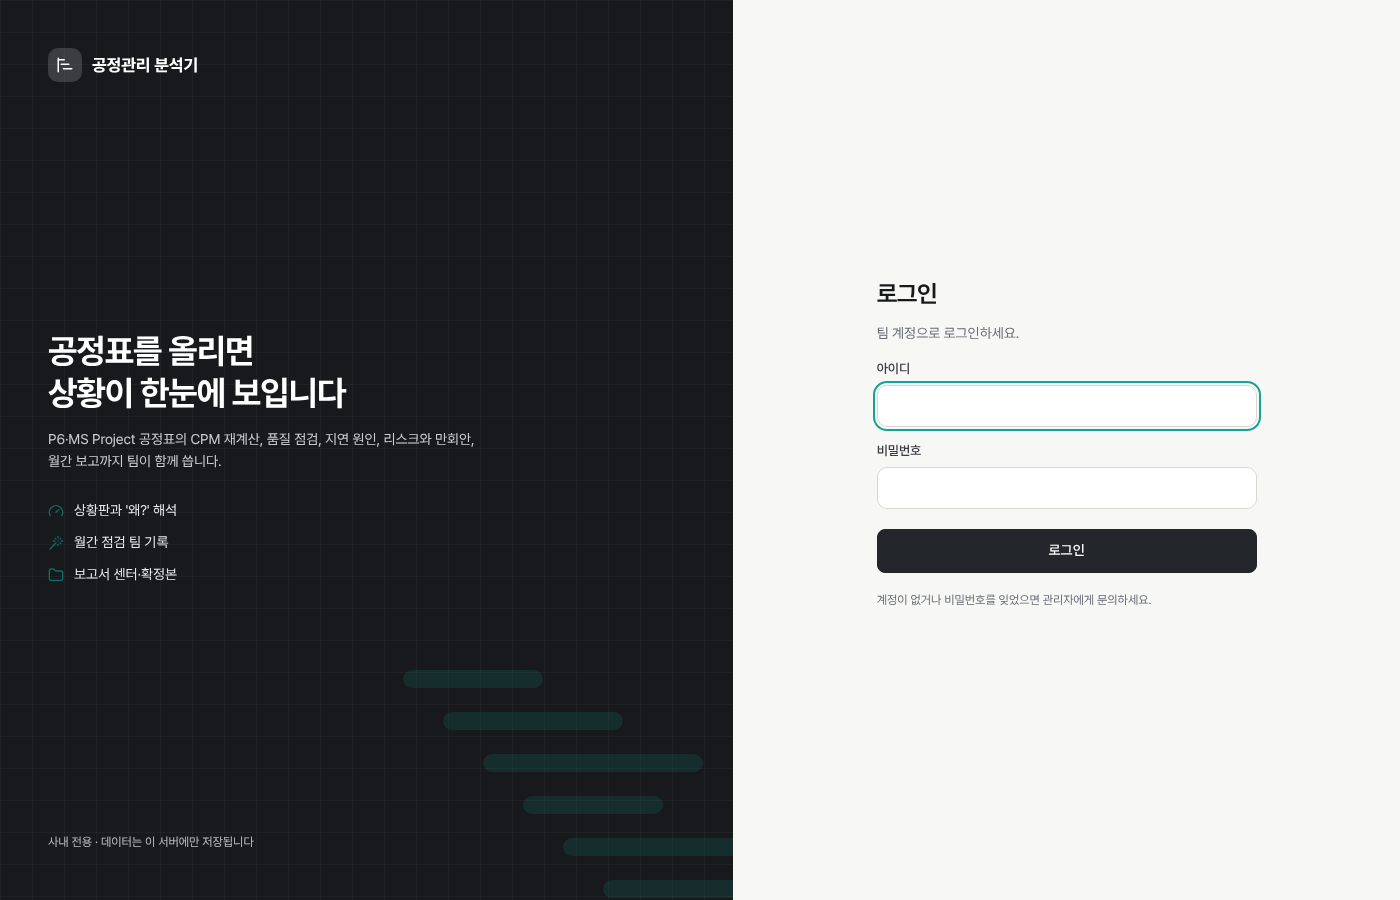 공정관리 분석기
공정표를 올리면
상황이 한눈에 보입니다
P6·MS Project 공정표의 CPM 재계산, 품질 점검, 지연 원인, 리스크와 만회안,
월간 보고까지 팀이 함께 씁니다.
상황판과 '왜?' 해석
월간 점검 팀 기록
보고서 센터·확정본
사내 전용 · 데이터는 이 서버에만 저장됩니다
로그인
팀 계정으로 로그인하세요.
아이디
비밀번호
로그인
계정이 없거나 비밀번호를 잊었으면 관리자에게 문의하세요.